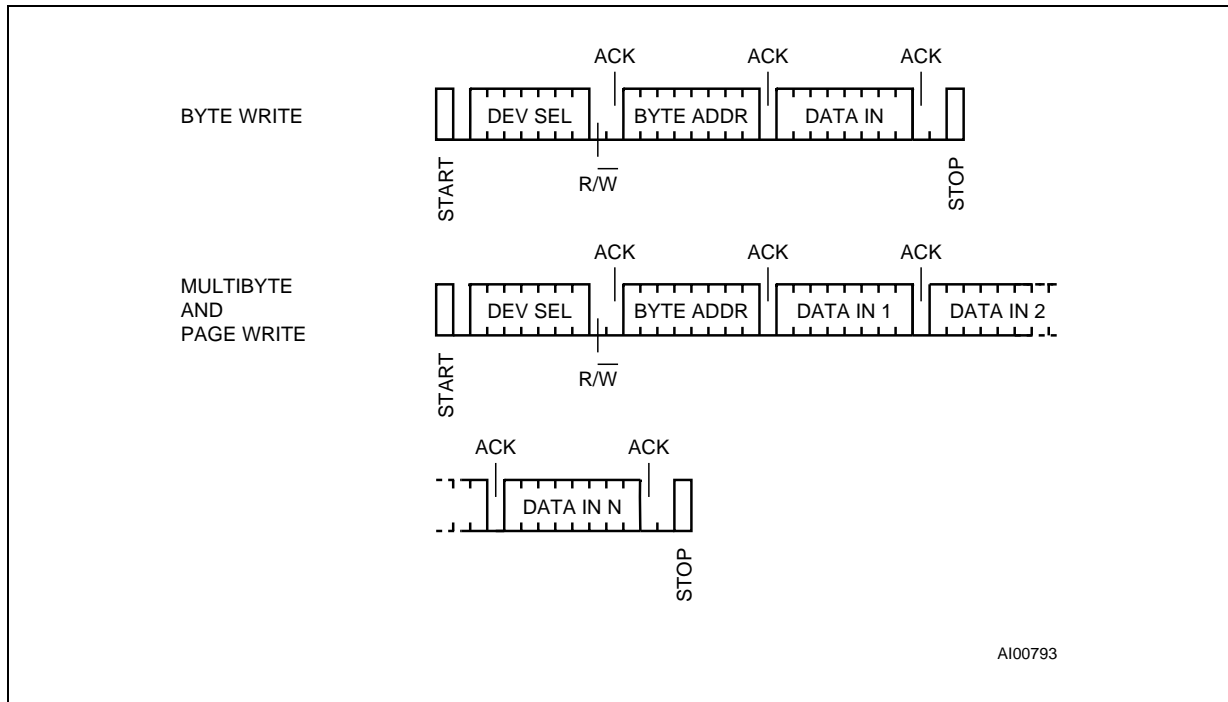 ACK ACK ACK
BYTE WRITE DEV SEL BYTE ADDR DATA IN
R/W̅
START STOP
ACK ACK ACK
MULTIBYTE
AND
PAGE WRITE
DEV SEL BYTE ADDR DATA IN 1 DATA IN 2
R/W̅
START
ACK ACK
DATA IN N
STOP
AI00793